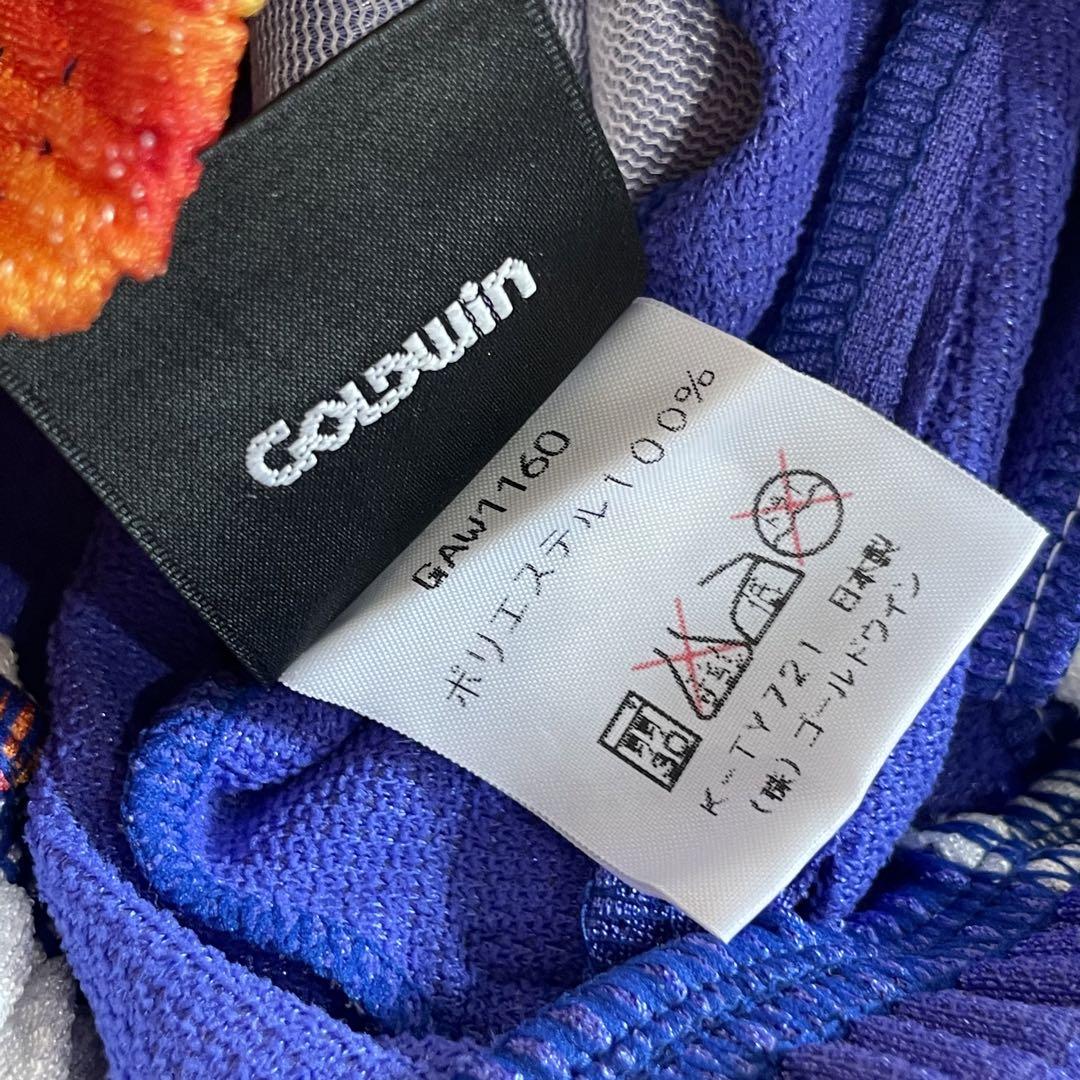 GOLDWIN
GAW1160
ポリエステル100%
K-TY721 日本製
(株)ゴールドウイン